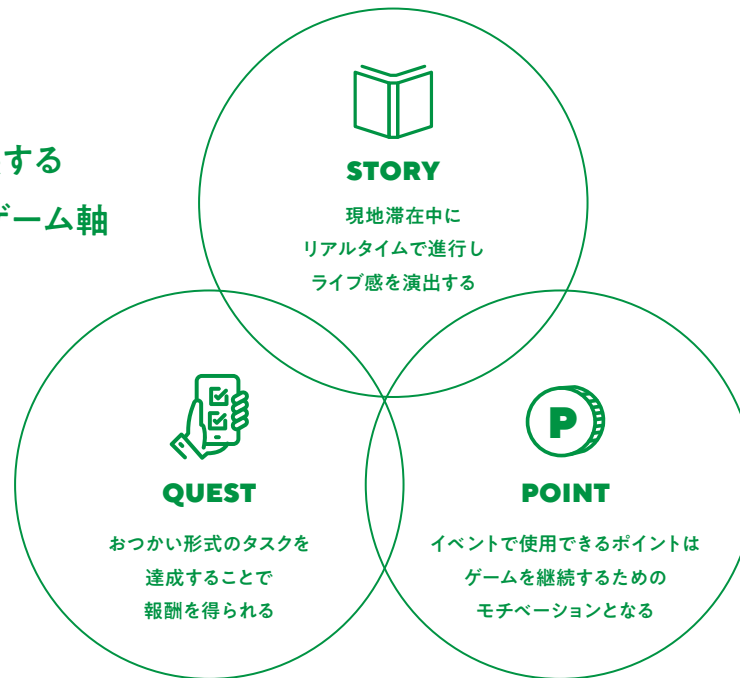 する
ゲーム軸
STORY
現地滞在中に
リアルタイムで進行し
ライブ感を演出する
QUEST
おつかい形式のタスクを
達成することで
報酬を得られる
P
POINT
イベントで使用できるポイントは
ゲームを継続するための
モチベーションとなる